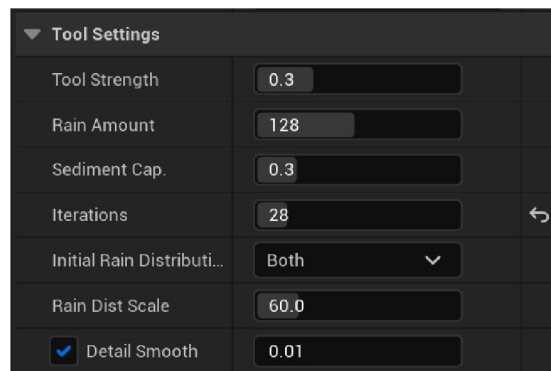 Tool Settings
Tool Strength 0.3
Rain Amount 128
Sediment Cap. 0.3
Iterations 28
Initial Rain Distributi... Both
Rain Dist Scale 60.0
Detail Smooth 0.01